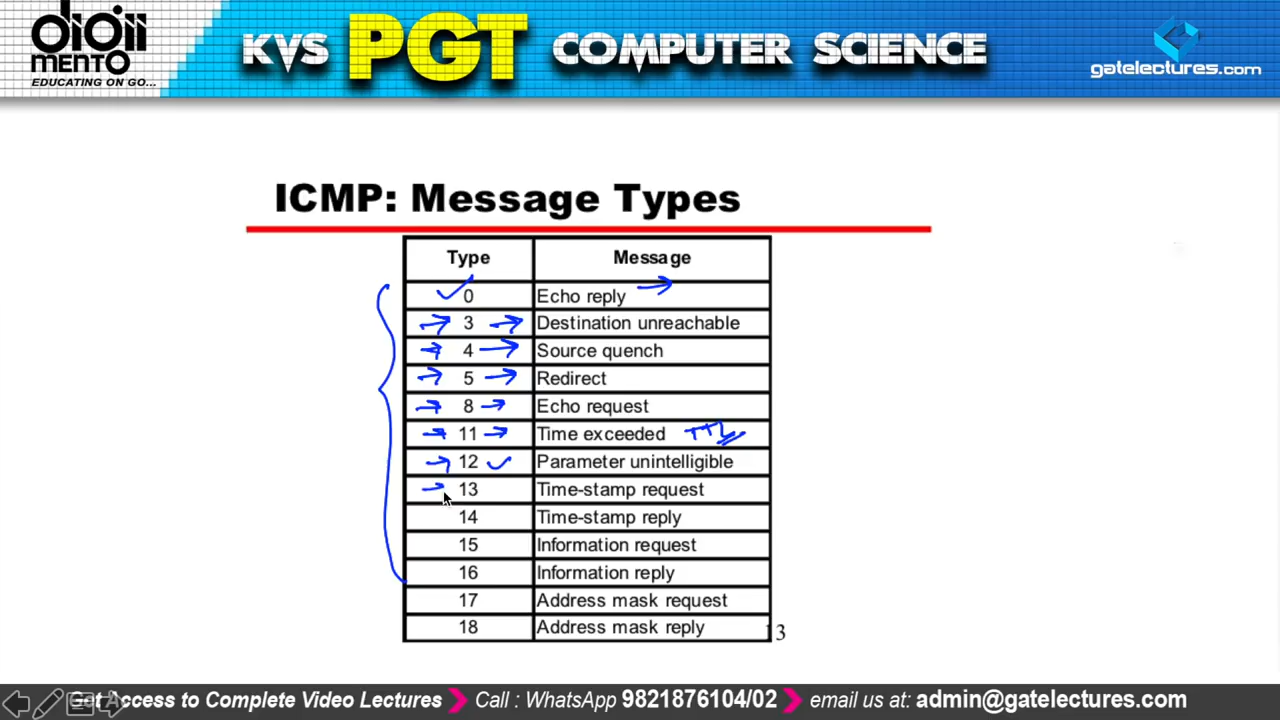 digii
MENTO
EDUCATING ON GO...
KVS PGT COMPUTER SCIENCE
gatelectures.com
ICMP: Message Types
Type Message
0 Echo reply
3 Destination unreachable
4 Source quench
5 Redirect
8 Echo request
11 Time exceeded TTL
12 Parameter unintelligible
13 Time-stamp request
14 Time-stamp reply
15 Information request
16 Information reply
17 Address mask request
18 Address mask reply
13
Get Access to Complete Video Lectures Call : WhatsApp 9821876104/02 email us at: admin@gatelectures.com